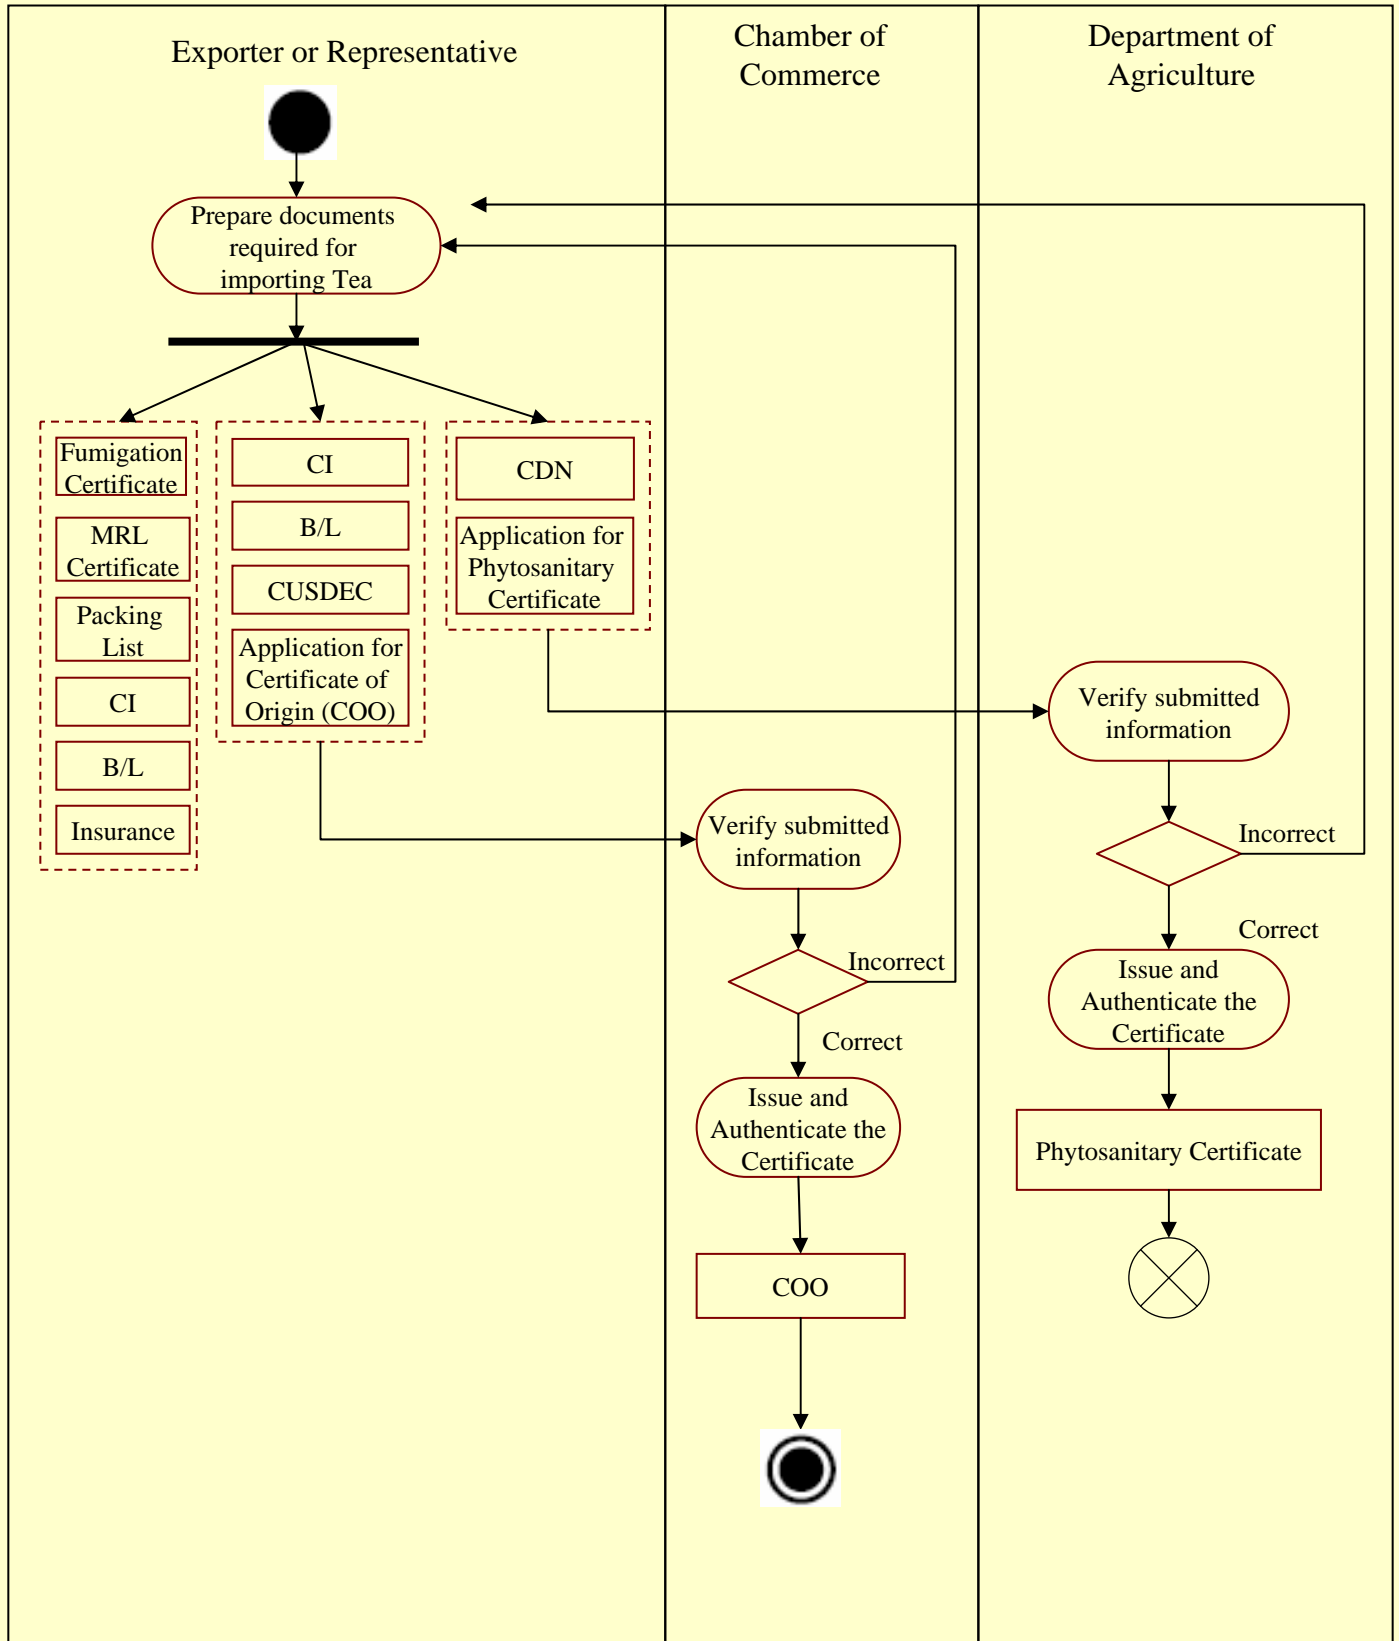 Exporter or Representative
Chamber of
Commerce
Department of
Agriculture
Prepare documents
required for
importing Tea
Fumigation
Certificate
MRL
Certificate
Packing
List
CI
B/L
Insurance
CI
B/L
CUSDEC
Application for
Certificate of
Origin (COO)
CDN
Application for
Phytosanitary
Certificate
Verify submitted
information
Incorrect
Correct
Issue and
Authenticate the
Certificate
COO
Verify submitted
information
Incorrect
Correct
Issue and
Authenticate the
Certificate
Phytosanitary Certificate